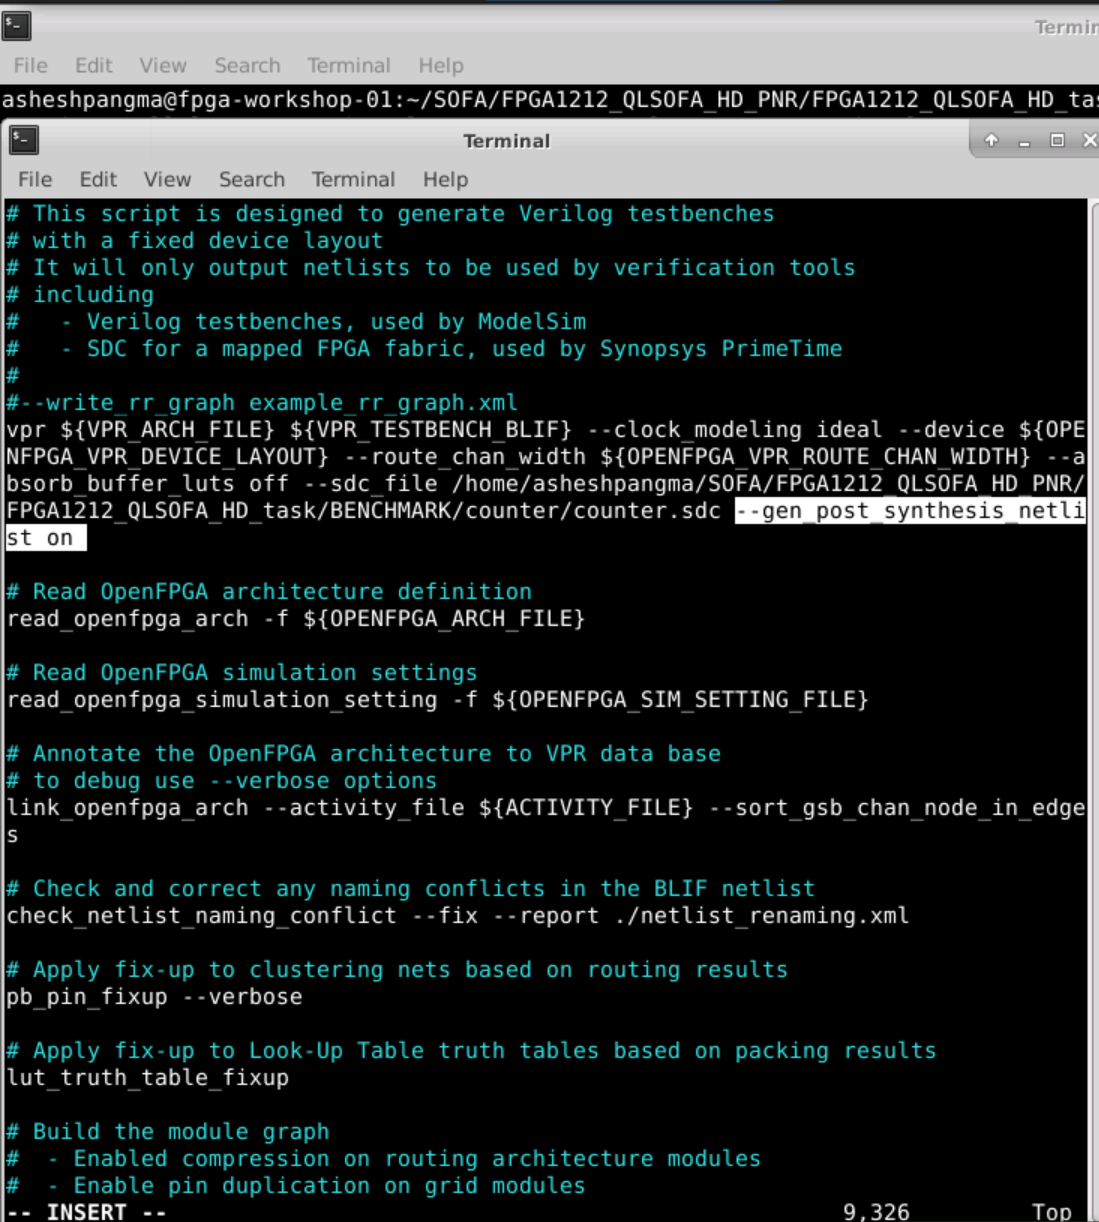 Termin
File Edit View Search Terminal Help
asheshpangma@fpga-workshop-01:~/SOFA/FPGA1212_QLSOFA_HD_PNR/FPGA1212_QLSOFA_HD_tas
Terminal
File Edit View Search Terminal Help
# This script is designed to generate Verilog testbenches
# with a fixed device layout
# It will only output netlists to be used by verification tools
# including
#   - Verilog testbenches, used by ModelSim
#   - SDC for a mapped FPGA fabric, used by Synopsys PrimeTime
#
#--write_rr_graph example_rr_graph.xml
vpr ${VPR_ARCH_FILE} ${VPR_TESTBENCH_BLIF} --clock_modeling ideal --device ${OPE
NFPGA_VPR_DEVICE_LAYOUT} --route_chan_width ${OPENFPGA_VPR_ROUTE_CHAN_WIDTH} --a
bsorb_buffer_luts off --sdc_file /home/asheshpangma/SOFA/FPGA1212_QLSOFA_HD_PNR/
FPGA1212_QLSOFA_HD_task/BENCHMARK/counter/counter.sdc --gen_post_synthesis_netli
st on
# Read OpenFPGA architecture definition
read_openfpga_arch -f ${OPENFPGA_ARCH_FILE}
# Read OpenFPGA simulation settings
read_openfpga_simulation_setting -f ${OPENFPGA_SIM_SETTING_FILE}
# Annotate the OpenFPGA architecture to VPR data base
# to debug use --verbose options
link_openfpga_arch --activity_file ${ACTIVITY_FILE} --sort_gsb_chan_node_in_edge
s
# Check and correct any naming conflicts in the BLIF netlist
check_netlist_naming_conflict --fix --report ./netlist_renaming.xml
# Apply fix-up to clustering nets based on routing results
pb_pin_fixup --verbose
# Apply fix-up to Look-Up Table truth tables based on packing results
lut_truth_table_fixup
# Build the module graph
#  - Enabled compression on routing architecture modules
#  - Enable pin duplication on grid modules
-- INSERT -- 9,326 Top